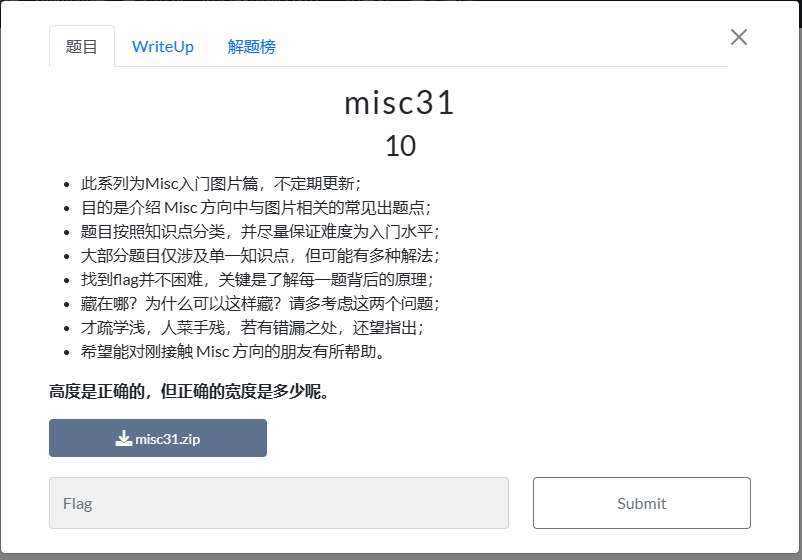 题目 WriteUp 解题榜
misc31
10
此系列为Misc入门图片篇，不定期更新；
目的是介绍 Misc 方向中与图片相关的常见出题点；
题目按照知识点分类，并尽量保证难度为入门水平；
大部分题目仅涉及单一知识点，但可能有多种解法；
找到flag并不困难，关键是了解每一题背后的原理；
藏在哪？为什么可以这样藏？请多考虑这两个问题；
才疏学浅，人菜手残，若有错漏之处，还望指出；
希望能对刚接触 Misc 方向的朋友有所帮助。
高度是正确的，但正确的宽度是多少呢。
misc31.zip
Flag Submit